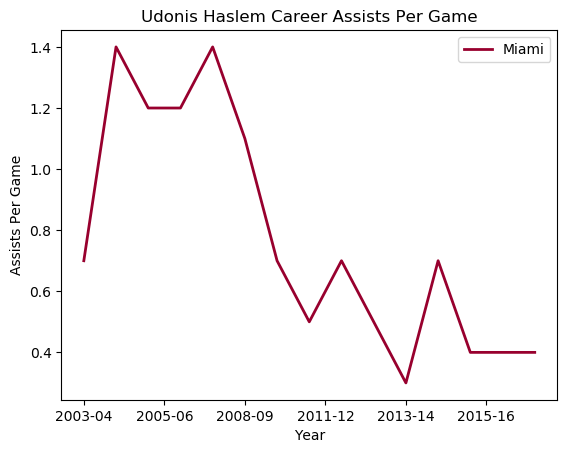 Udonis Haslem Career Assists Per Game
Miami
1.4
1.2
1.0
0.8
0.6
0.4
Assists Per Game
2003-04 2005-06 2008-09 2011-12 2013-14 2015-16
Year